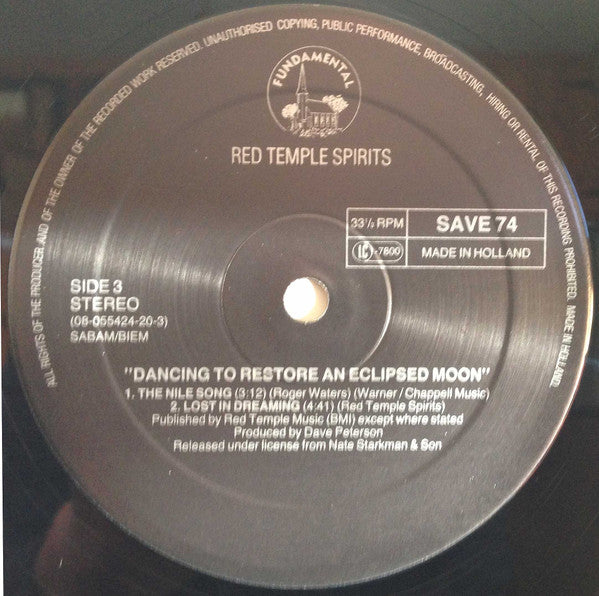 ALL RIGHTS OF THE PRODUCER AND OF THE OWNER OF THE RECORDED WORK RESERVED. UNAUTHORISED COPYING, PUBLIC PERFORMANCE, BROADCASTING, HIRING OR RENTAL OF THIS RECORDING PROHIBITED. MADE IN HOLLAND.
FUNDAMENTAL
RED TEMPLE SPIRITS
33⅓ RPM
SAVE 74
LC-7800
MADE IN HOLLAND
SIDE 3
STEREO
(08-055424-20-3)
SABAM/BIEM
"DANCING TO RESTORE AN ECLIPSED MOON"
1. THE NILE SONG (3:12) (Roger Waters) (Warner/Chappell Music)
2. LOST IN DREAMING (4:41) (Red Temple Spirits)
Published by Red Temple Music (BMI) except where stated
Produced by Dave Peterson
Released under license from Nate Starkman & Son